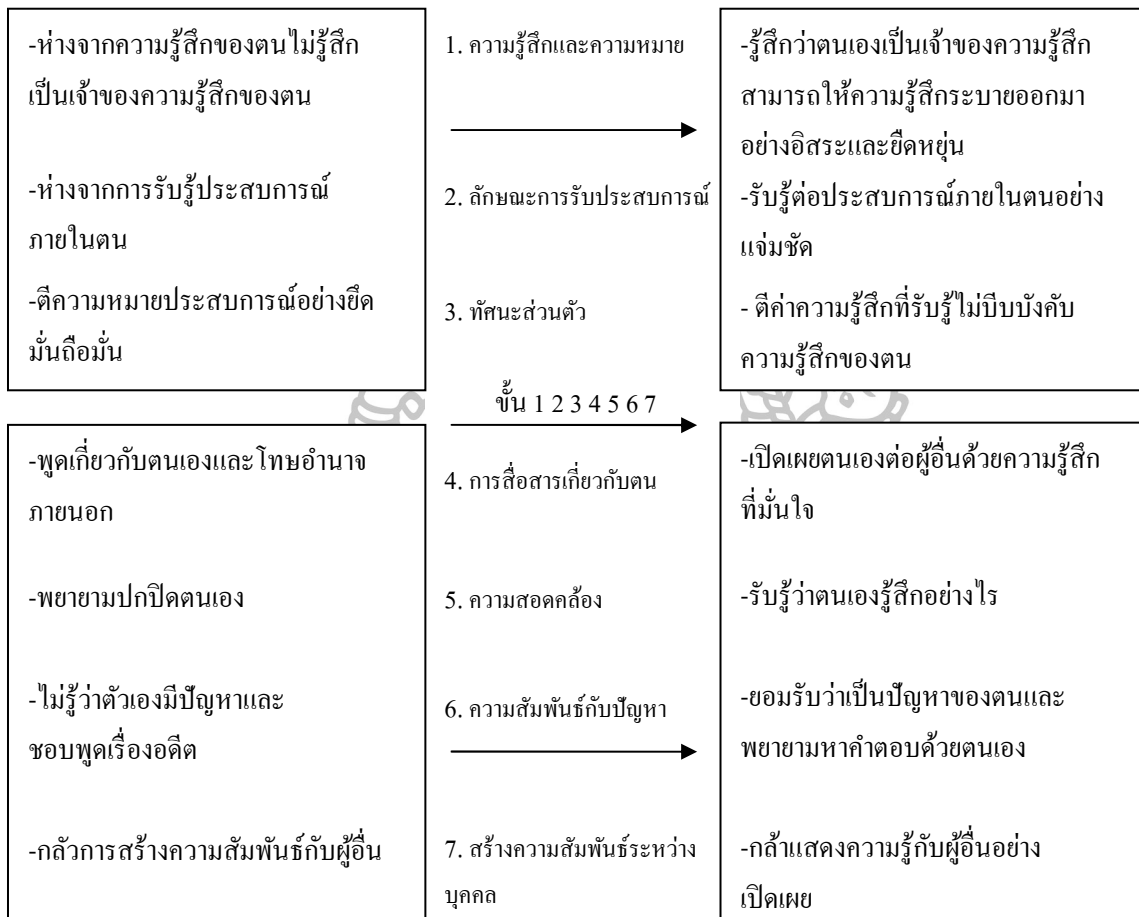 -ห่างจากความรู้สึกของตนไม่รู้สึก
เป็นเจ้าของความรู้สึกของตน
-ห่างจากการรับรู้ประสบการณ์
ภายในตน
-ตีความหมายประสบการณ์อย่างยึด
มั่นถือมั่น
1. ความรู้สึกและความหมาย
2. ลักษณะการรับประสบการณ์
3. ทัศนะส่วนตัว
-รู้สึกว่าตนเองเป็นเจ้าของความรู้สึก
สามารถให้ความรู้สึกระบายออกมา
อย่างอิสระและยืดหยุ่น
-รับรู้ต่อประสบการณ์ภายในตนอย่าง
แจ่มชัด
- ตีค่าความรู้สึกที่รับรู้ไม่บีบบังคับ
ความรู้สึกของตน
ขั้น 1 2 3 4 5 6 7
-พูดเกี่ยวกับตนเองและโทษอำนาจ
ภายนอก
-พยายามปกปิดตนเอง
-ไม่รู้ว่าตัวเองมีปัญหาและ
ชอบพูดเรื่องอดีต
-กลัวการสร้างความสัมพันธ์กับผู้อื่น
4. การสื่อสารเกี่ยวกับตน
5. ความสอดคล้อง
6. ความสัมพันธ์กับปัญหา
7. สร้างความสัมพันธ์ระหว่าง
บุคคล
-เปิดเผยตนเองต่อผู้อื่นด้วยความรู้สึก
ที่มั่นใจ
-รับรู้ว่าตนเองรู้สึกอย่างไร
-ยอมรับว่าเป็นปัญหาของตนและ
พยายามหาคำตอบด้วยตนเอง
-กล้าแสดงความรู้กับผู้อื่นอย่าง
เปิดเผย